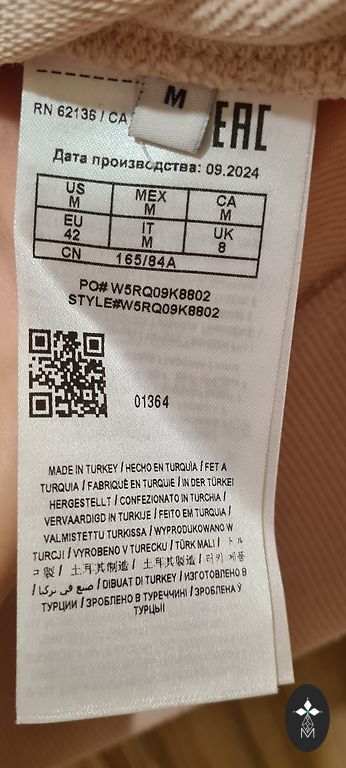 M
RN 62136 / CA
EAC
Дата производства: 09.2024
US MEX CA
M M M
EU IT UK
42 M 8
CN 165/84A
PO# W5RQ09K8802
STYLE#W5RQ09K8802
01364
MADE IN TURKEY / HECHO EN TURQUÌA / FET A
TURQUIA / FABRIQUÉ EN TURQUIE / IN DER TÜRKEI
HERGESTELLT / CONFEZIONATO IN TURCHIA /
VERVAARDIGD IN TURKIJE / FEITO EM TURQUIA /
VALMISTETTU TURKISSA / WYPRODUKOWANO W
TURCJI / VYROBENO V TURECKU / TÜRK MALI / トル
コ製 / 土耳其制造 / 土耳其製造 / 터키 제품
/ صنع في تركيا / DIBUAT DI TURKEY / ИЗГОТОВЛЕНО В
ТУРЦИИ / ЗРОБЛЕНО В ТУРЕЧЧИНІ / ЗРОБЛЕНА Ў
ТУРЦЫІ
M